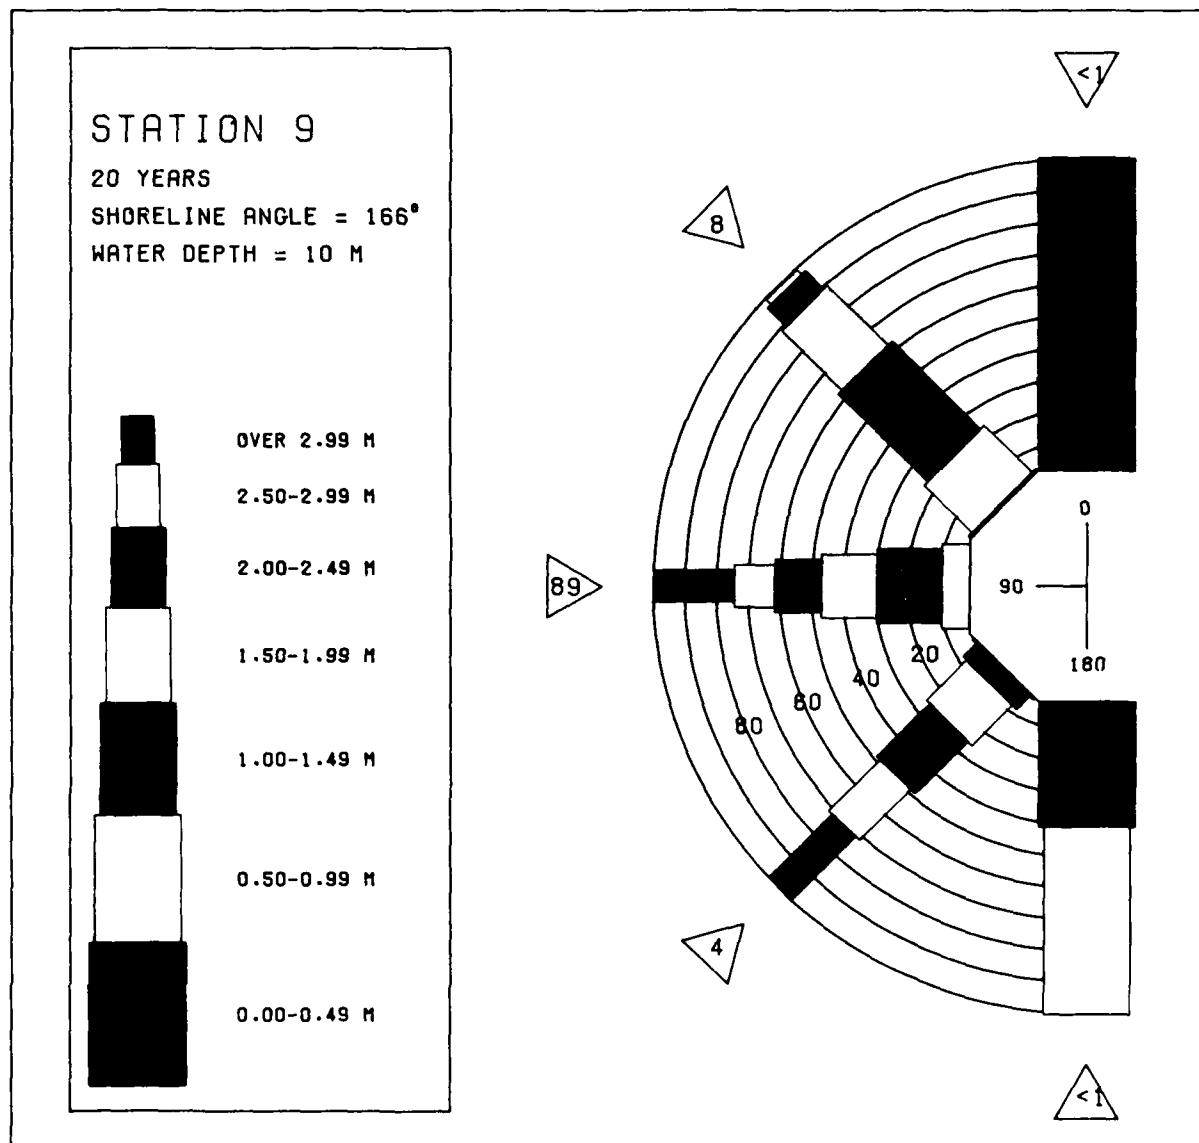 STATION 9
20 YEARS
SHORELINE ANGLE = 166°
WATER DEPTH = 10 M
OVER 2.99 M
2.50-2.99 M
2.00-2.49 M
1.50-1.99 M
1.00-1.49 M
0.50-0.99 M
0.00-0.49 M
<1
8
0
89
90
180
20
40
60
80
4
<1